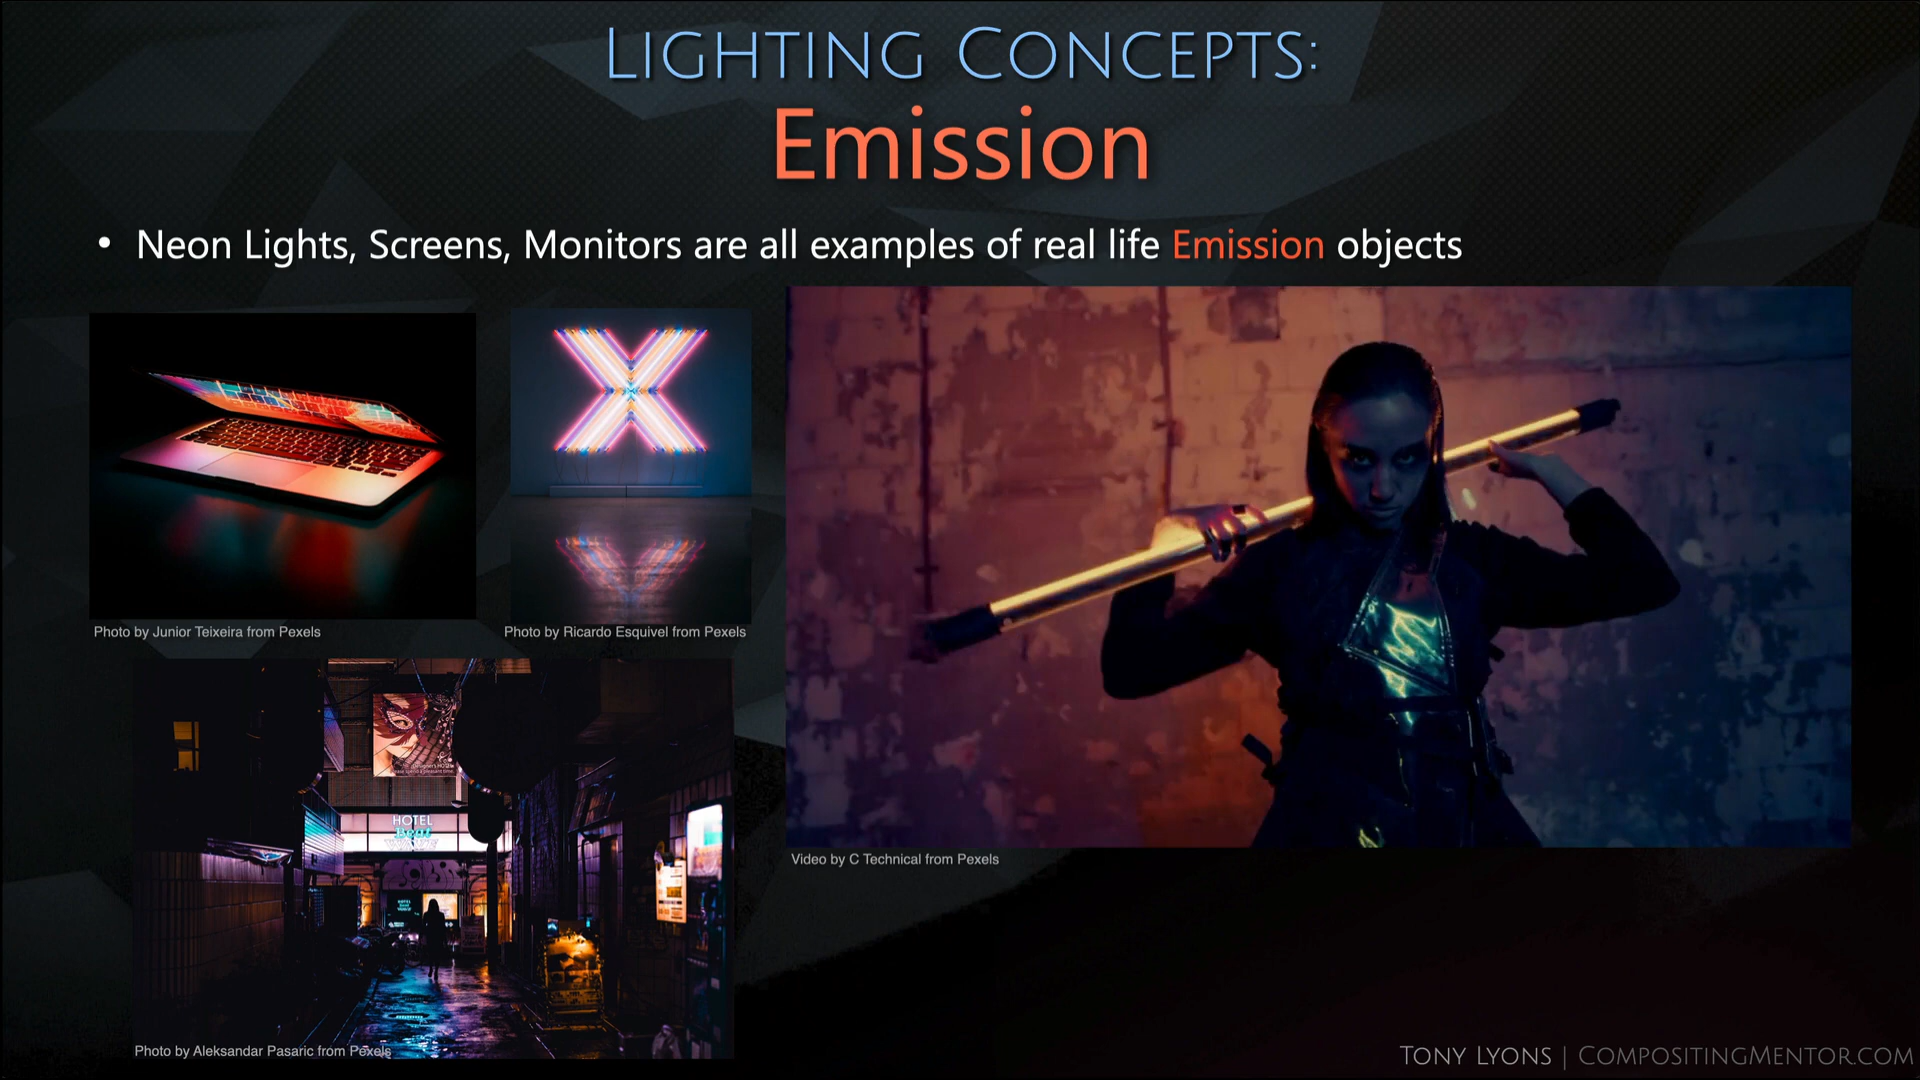 Lighting Concepts:
Emission
• Neon Lights, Screens, Monitors are all examples of real life Emission objects
Photo by Junior Teixeira from Pexels
Photo by Ricardo Esquivel from Pexels
HOTEL
Video by C Technical from Pexels
Photo by Aleksandar Pasaric from Pexels
Tony Lyons | CompositingMentor.com